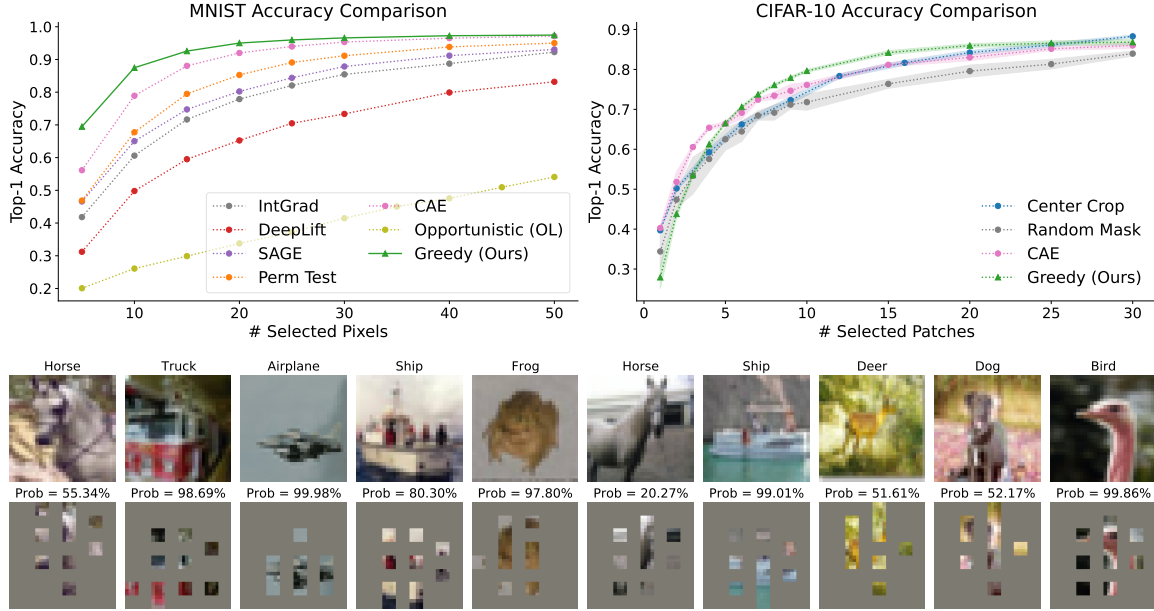 MNIST Accuracy Comparison
Top-1 Accuracy
1.0
0.9
0.8
0.7
0.6
0.5
0.4
0.3
0.2
IntGrad
DeepLift
SAGE
Perm Test
CAE
Opportunistic (OL)
Greedy (Ours)
10 20 30 40 50
# Selected Pixels
CIFAR-10 Accuracy Comparison
Top-1 Accuracy
0.9
0.8
0.7
0.6
0.5
0.4
0.3
Center Crop
Random Mask
CAE
Greedy (Ours)
0 5 10 15 20 25 30
# Selected Patches
Horse Truck Airplane Ship Frog Horse Ship Deer Dog Bird
Prob = 55.34% Prob = 98.69% Prob = 99.98% Prob = 80.30% Prob = 97.80% Prob = 20.27% Prob = 99.01% Prob = 51.61% Prob = 52.17% Prob = 99.86%